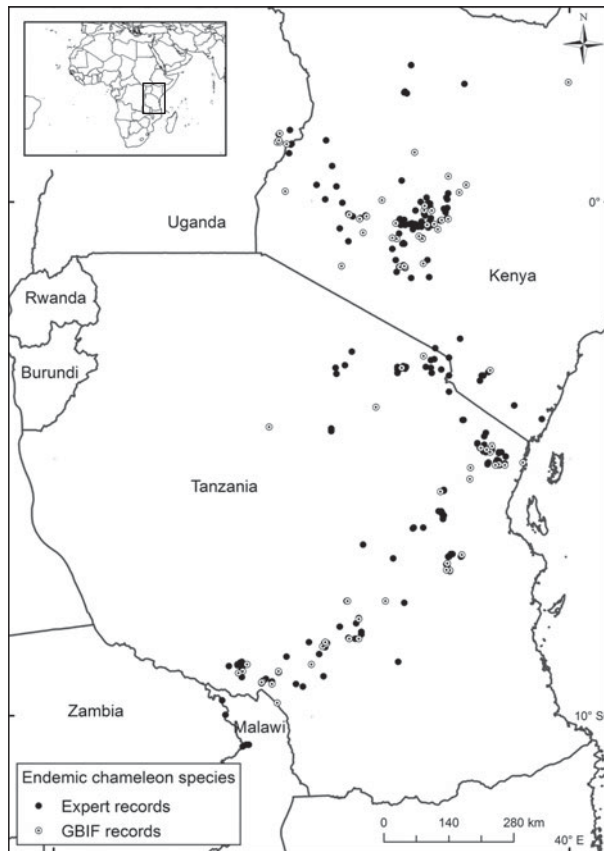 N
0°
Uganda
Kenya
Rwanda
Burundi
Tanzania
Zambia
Malawi
10° S
Endemic chameleon species
Expert records
GBIF records
0 140 280 km
40° E